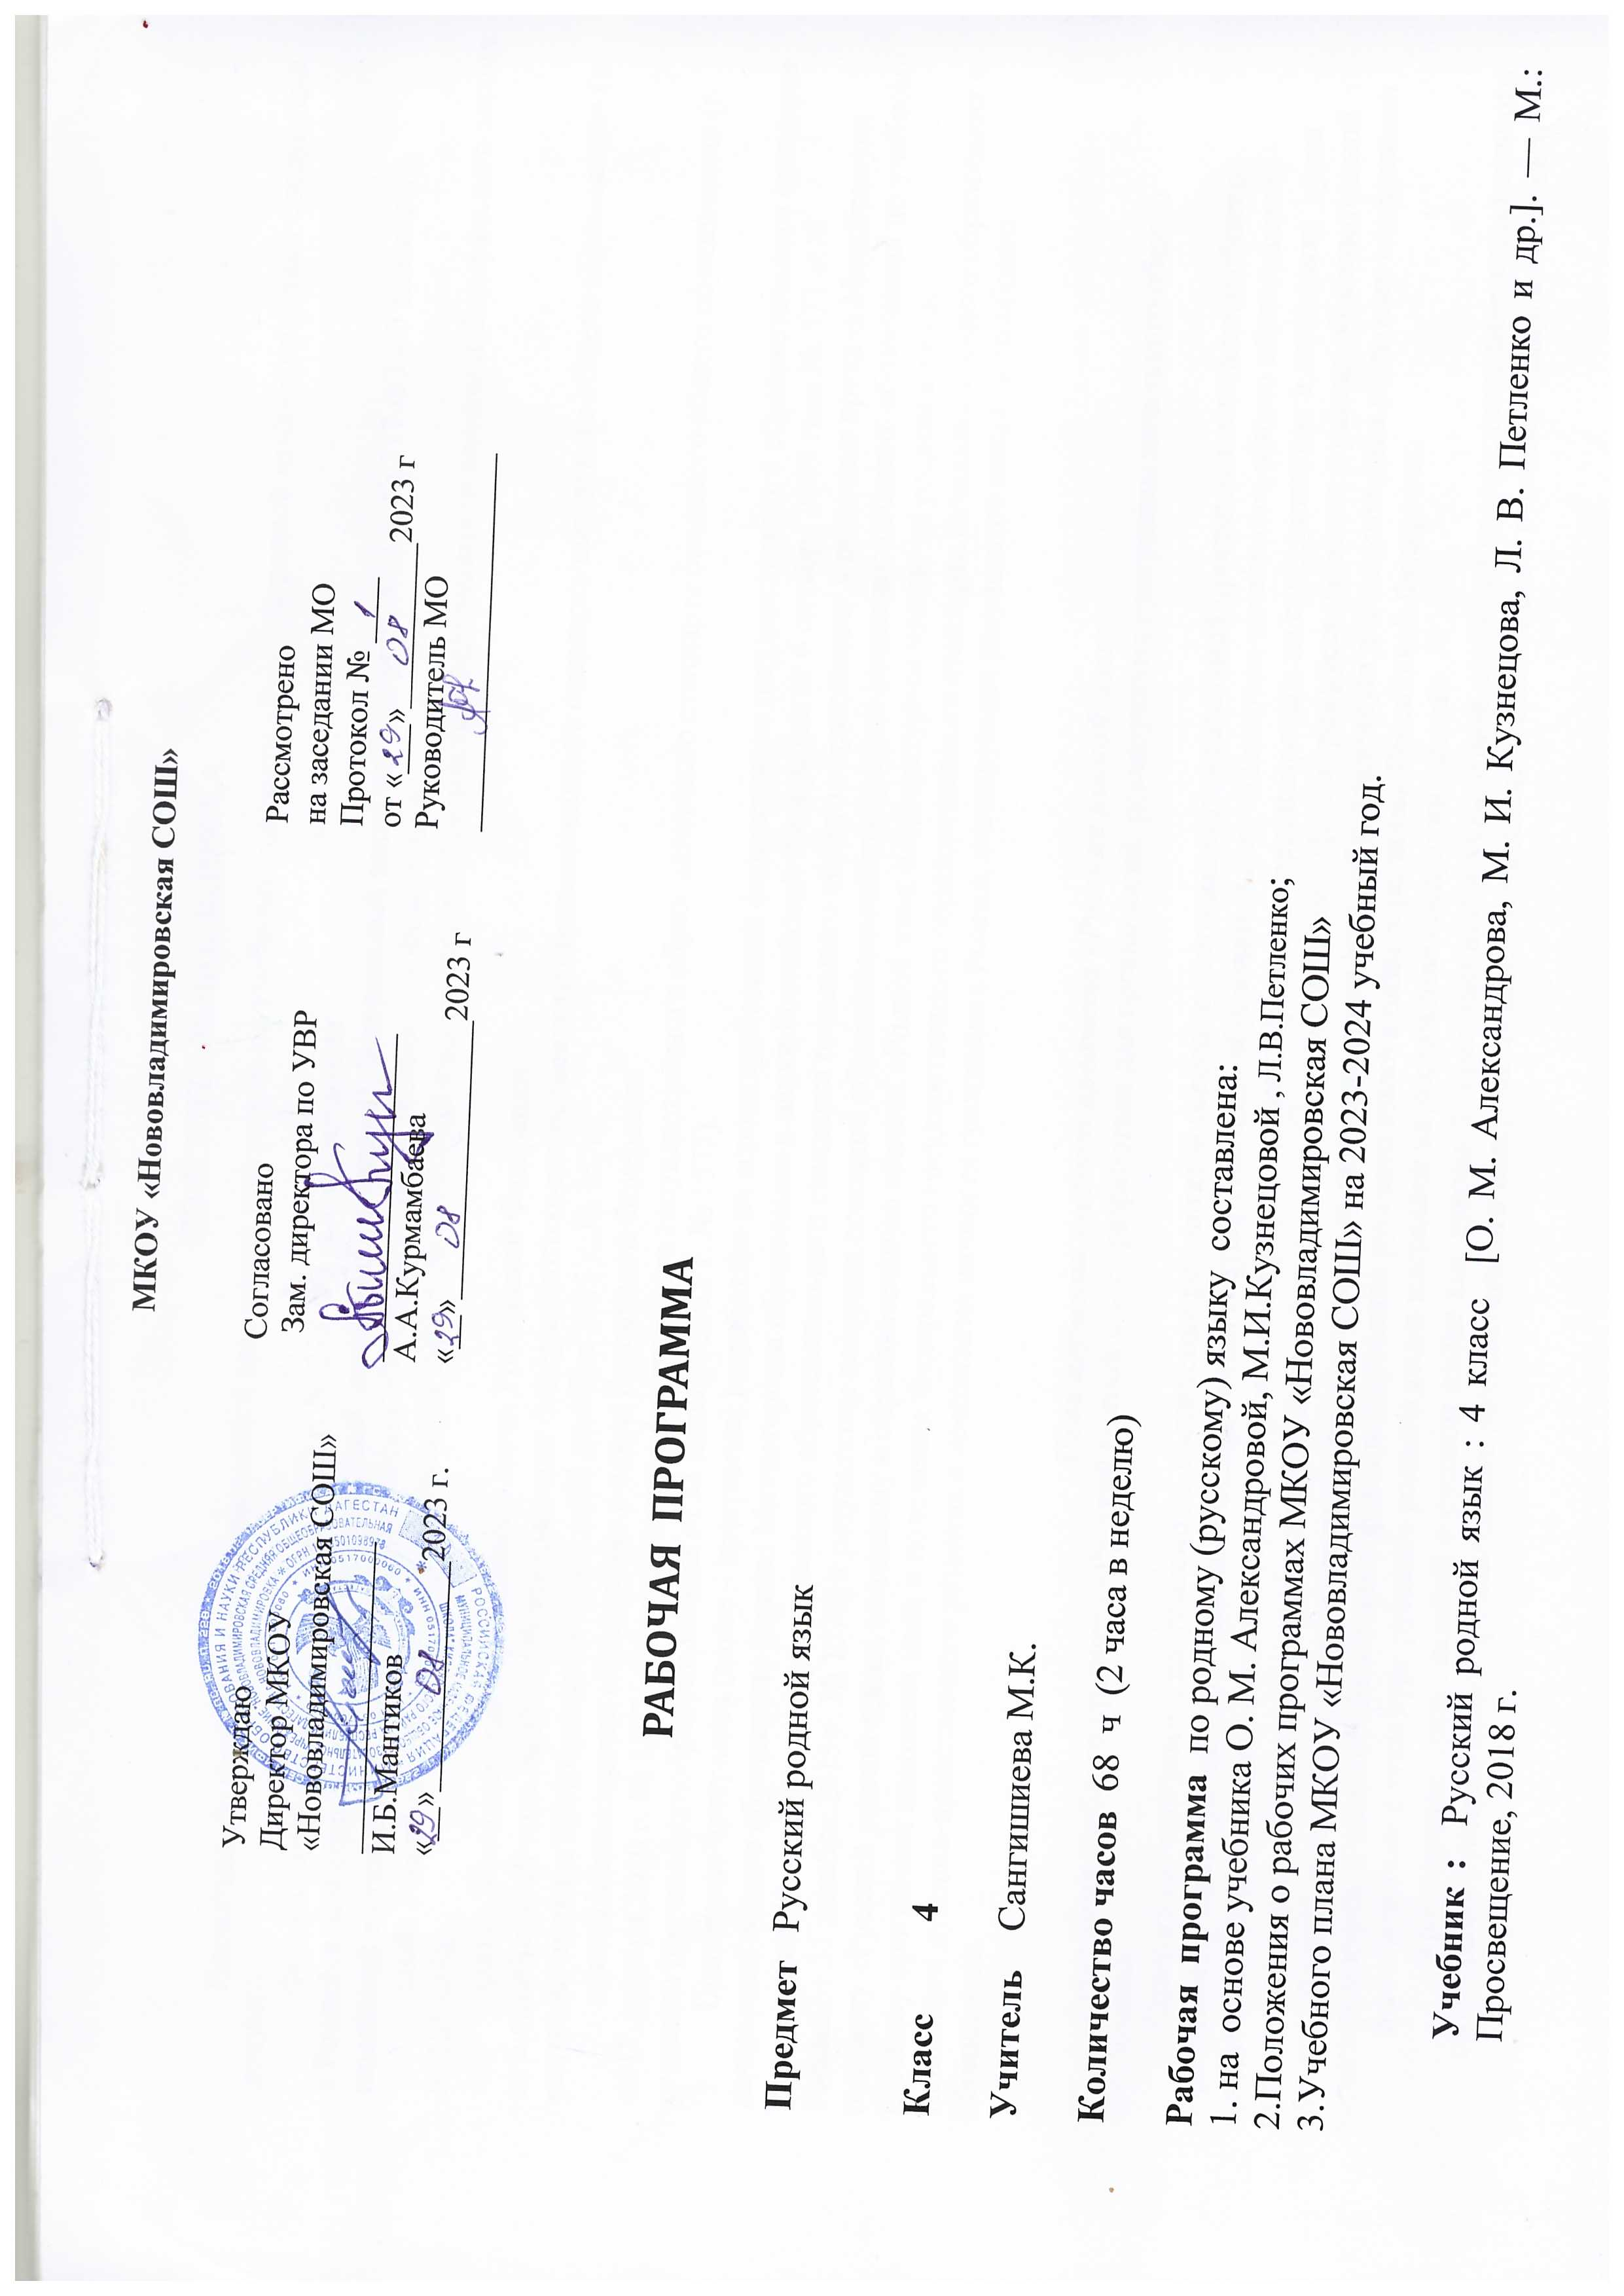 МКОУ «Нововладимировская СОШ»
Утверждаю
Директор МКОУ
«Нововладимировская СОШ»
И.Б.Мантиков
«29» 08 2023 г.
Согласовано
Зам. директора по УВР
А.А.Курмамбаева
«29» 08 2023 г
Рассмотрено
на заседании МО
Протокол № 1
от «29» 08 2023 г
Руководитель МО
РАБОЧАЯ ПРОГРАММА
Предмет Русский родной язык
Класс 4
Учитель Сангишиева М.К.
Количество часов 68 ч (2 часа в неделю)
Рабочая программа по родному (русскому) языку составлена:
1. на основе учебника О. М. Александровой, М.И.Кузнецовой , Л.В.Петленко;
2.Положения о рабочих программах МКОУ «Нововладимировская СОШ»
3.Учебного плана МКОУ «Нововладимировская СОШ» на 2023-2024 учебный год.
Учебник : Русский родной язык : 4 класс [О. М. Александрова, М. И. Кузнецова, Л. В. Петленко и др.]. — М.:
Просвещение, 2018 г.